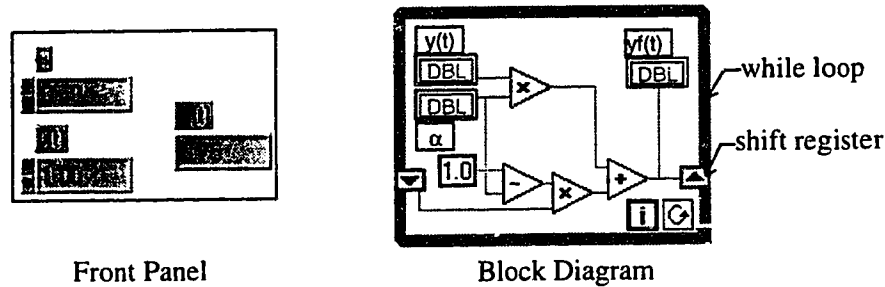 y(t)
yf(t)
DBL
DBL
DBL
α
1.0
i
while loop
shift register
Front Panel
Block Diagram